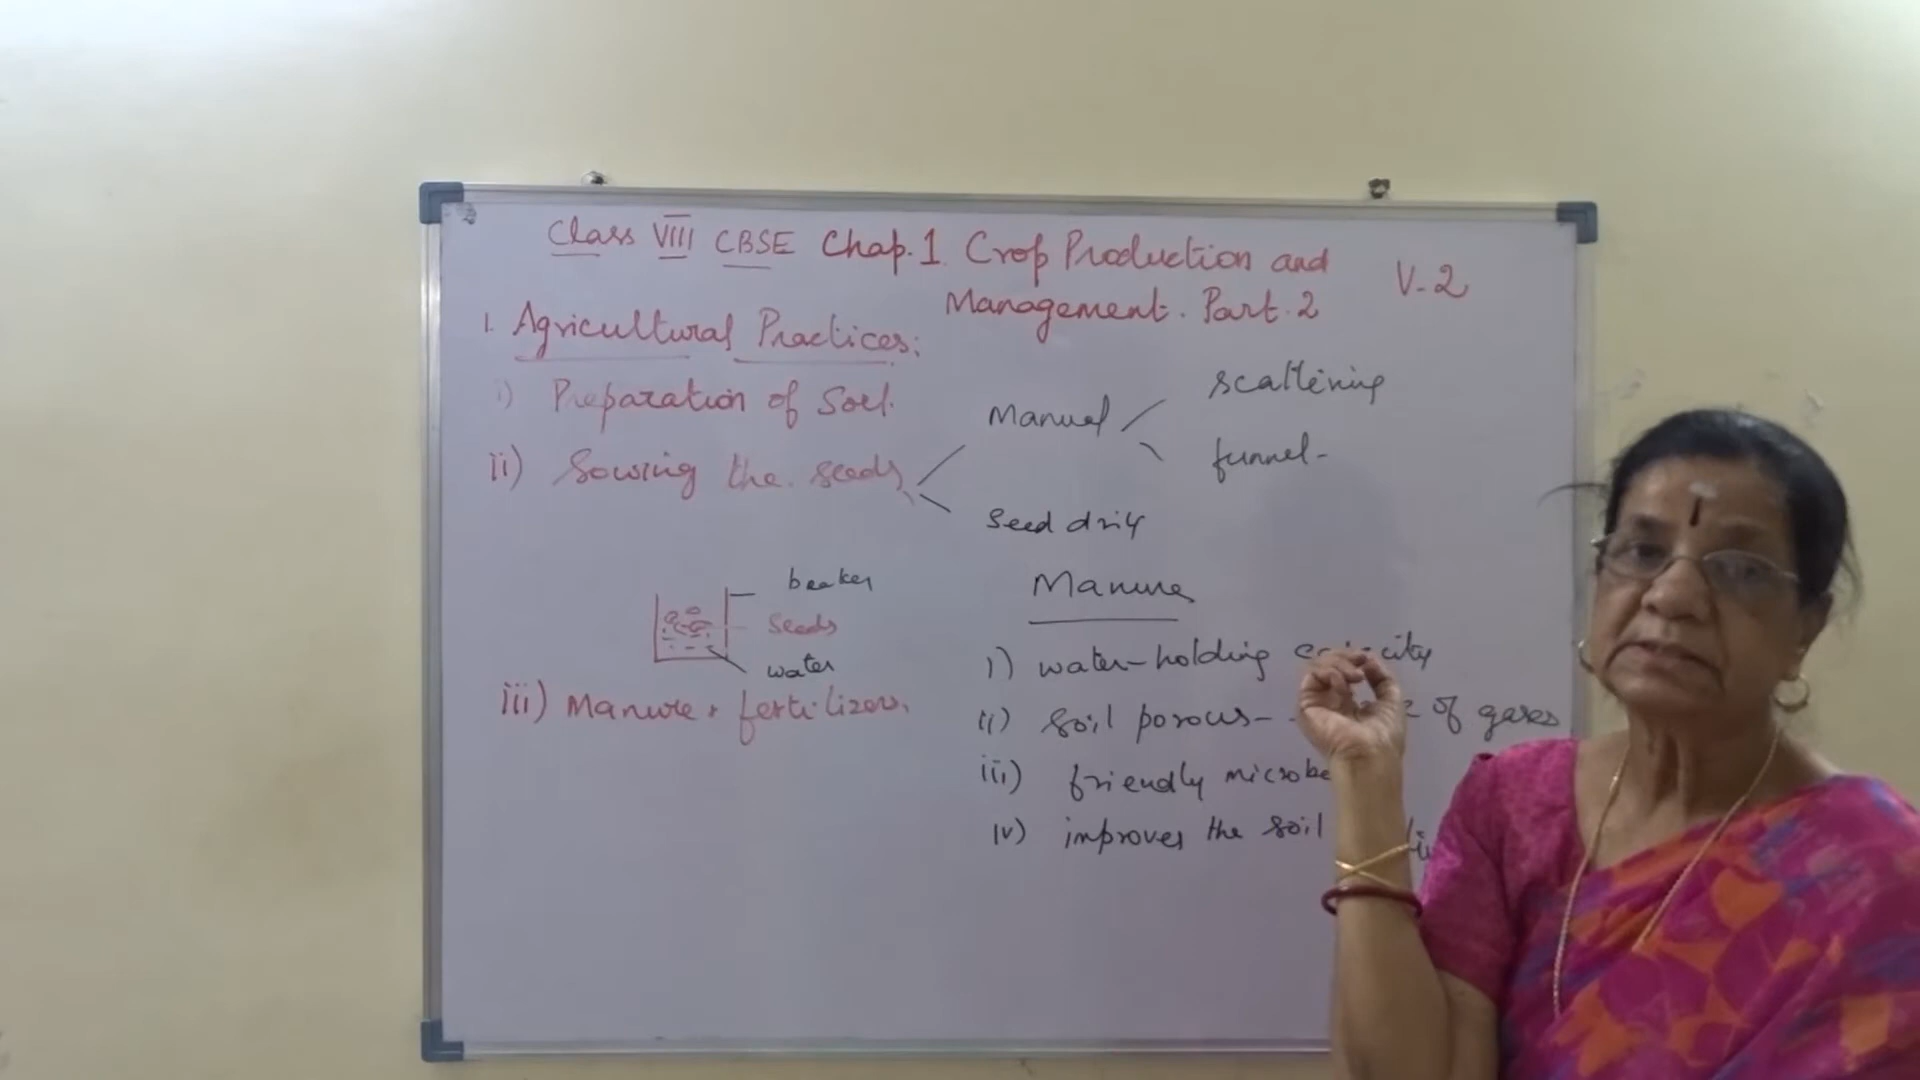 Class VIII CBSE Chap.1 Crop Production and
Management. Part.2
V-2
1. Agricultural Practices:
i) Preparation of Soil.
ii) Sowing the seeds
Manual
scattering
funnel-
Seed drill
beaker
seeds
water
iii) Manure + fertilizers.
Manure
i) water-holding capacity
ii) soil porous- of gases
iii) friendly
iv) improves the soil